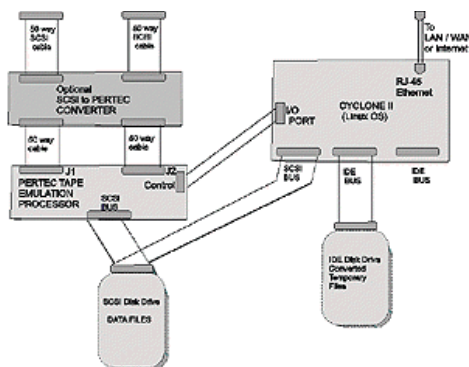 50 way
SCSI
cable
50 way
SCSI
cable
To
LAN / WAN
or Internet
Optional
SCSI to PERTEC
CONVERTER
RJ-45
Ethernet
I/O
PORT
CYCLONE II
(Linux OS)
50 way
cable
50 way
cable
J1
J2
PERTEC TAPE
EMULATION
PROCESSOR
Control
SCSI
BUS
SCSI
BUS
IDE
BUS
IDE
BUS
SCSI Disk Drive
DATA FILES
IDE Disk Drive
Converted
Temporary
Files